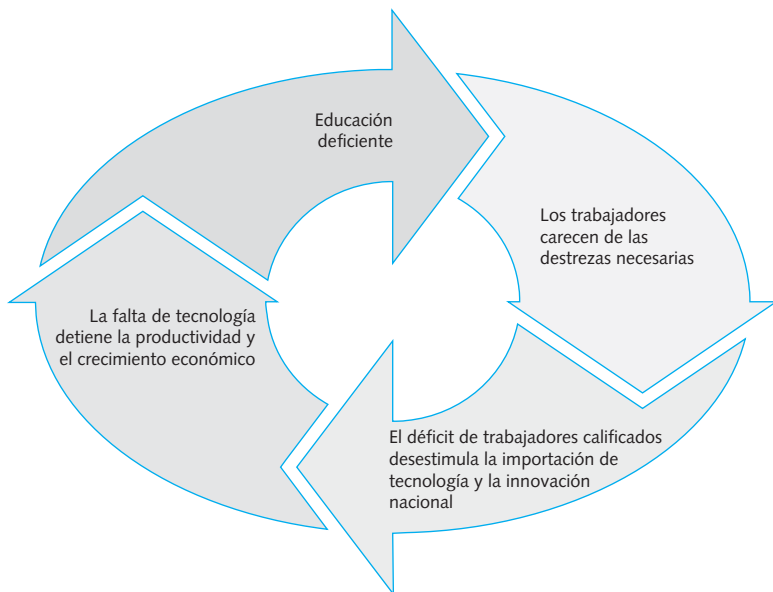 Educación
deficiente
Los trabajadores
carecen de las
destrezas necesarias
El déficit de trabajadores calificados
desestimula la importación de
tecnología y la innovación
nacional
La falta de tecnología
detiene la productividad y
el crecimiento económico